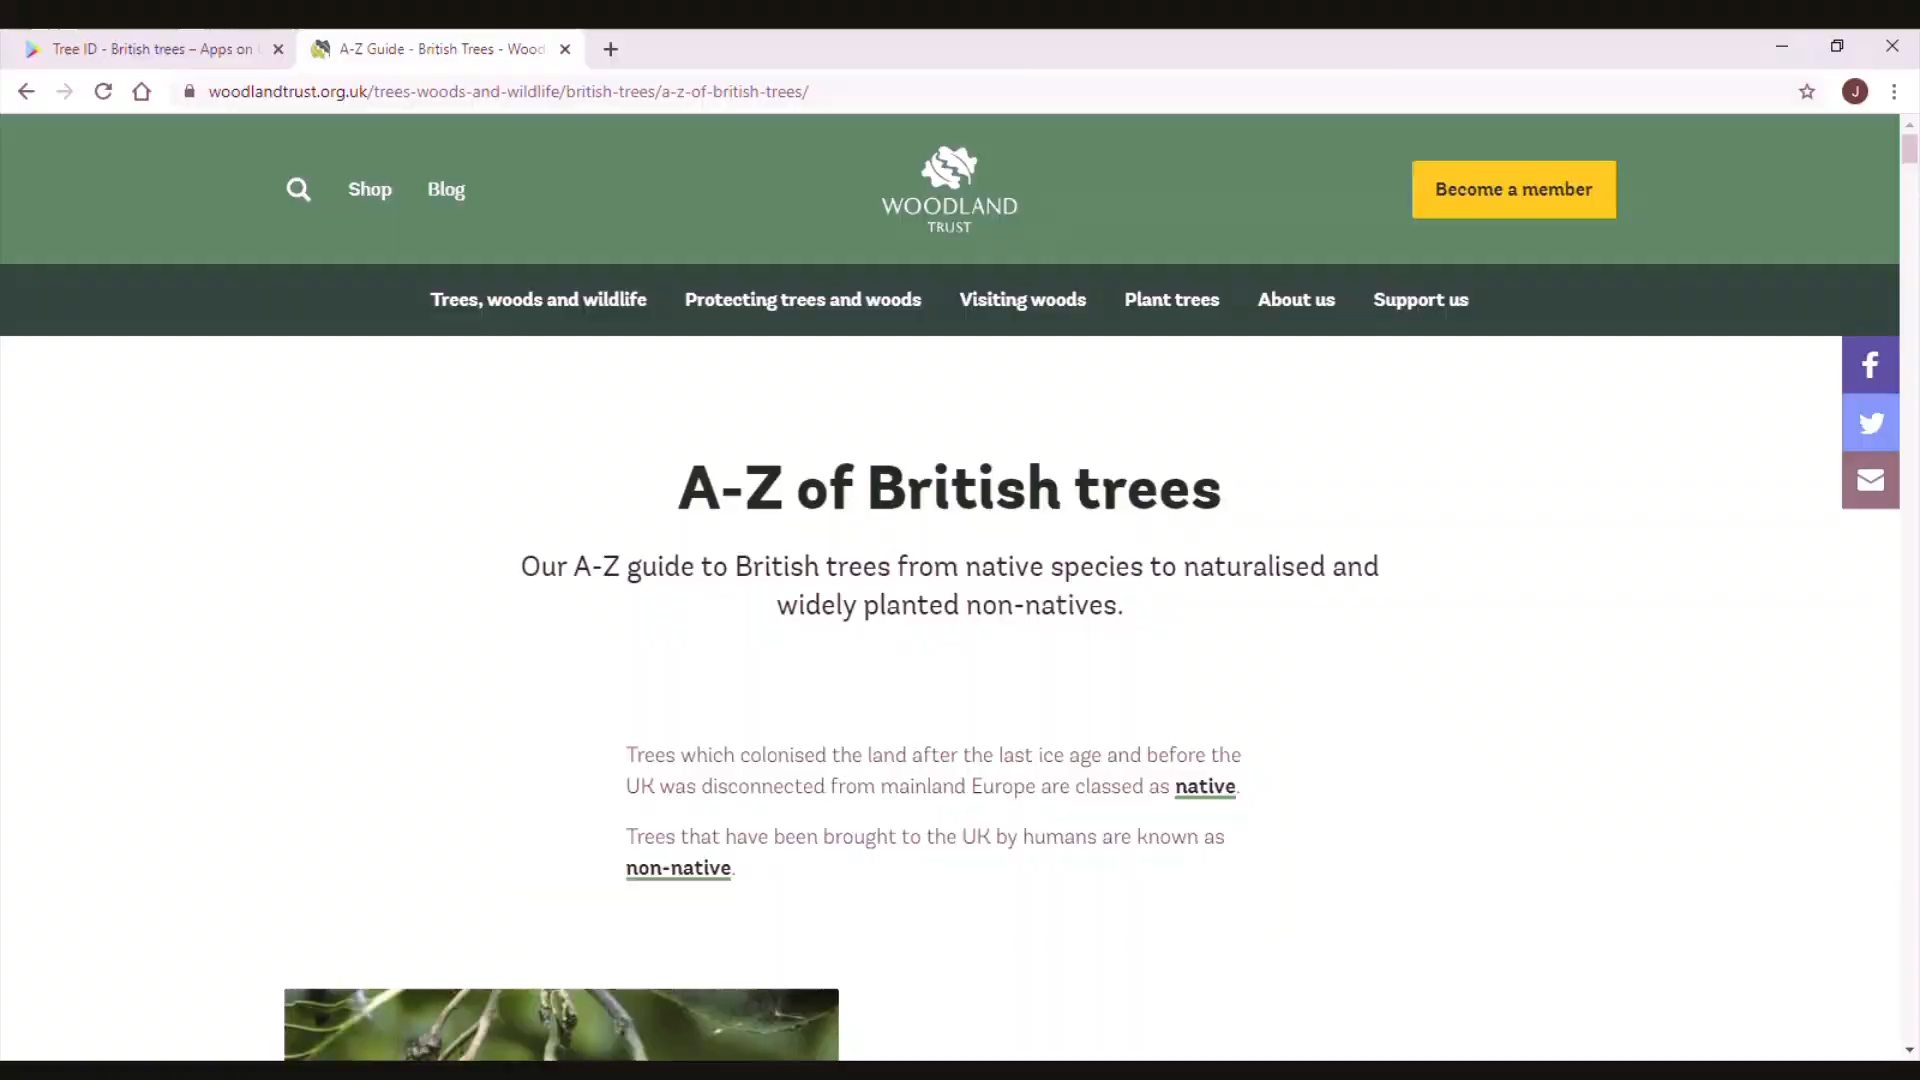 Tree ID - British trees – Apps on
A-Z Guide - British Trees - Wood
woodlandtrust.org.uk/trees-woods-and-wildlife/british-trees/a-z-of-british-trees/
J
Shop
Blog
WOODLAND
TRUST
Become a member
Trees, woods and wildlife
Protecting trees and woods
Visiting woods
Plant trees
About us
Support us
A-Z of British trees
Our A-Z guide to British trees from native species to naturalised and
widely planted non-natives.
Trees which colonised the land after the last ice age and before the
UK was disconnected from mainland Europe are classed as native.
Trees that have been brought to the UK by humans are known as
non-native.